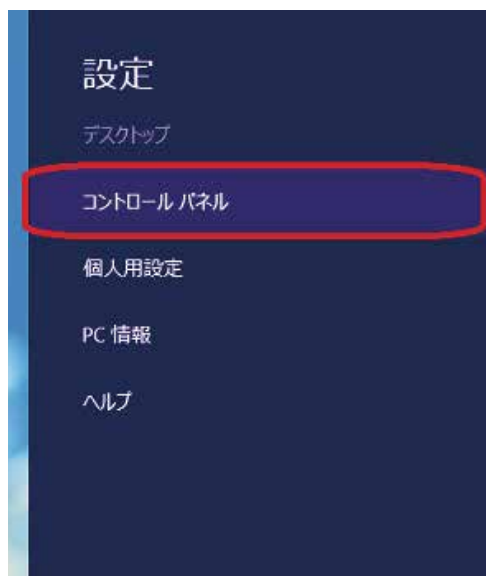 設定
デスクトップ
コントロール パネル
個人用設定
PC 情報
ヘルプ